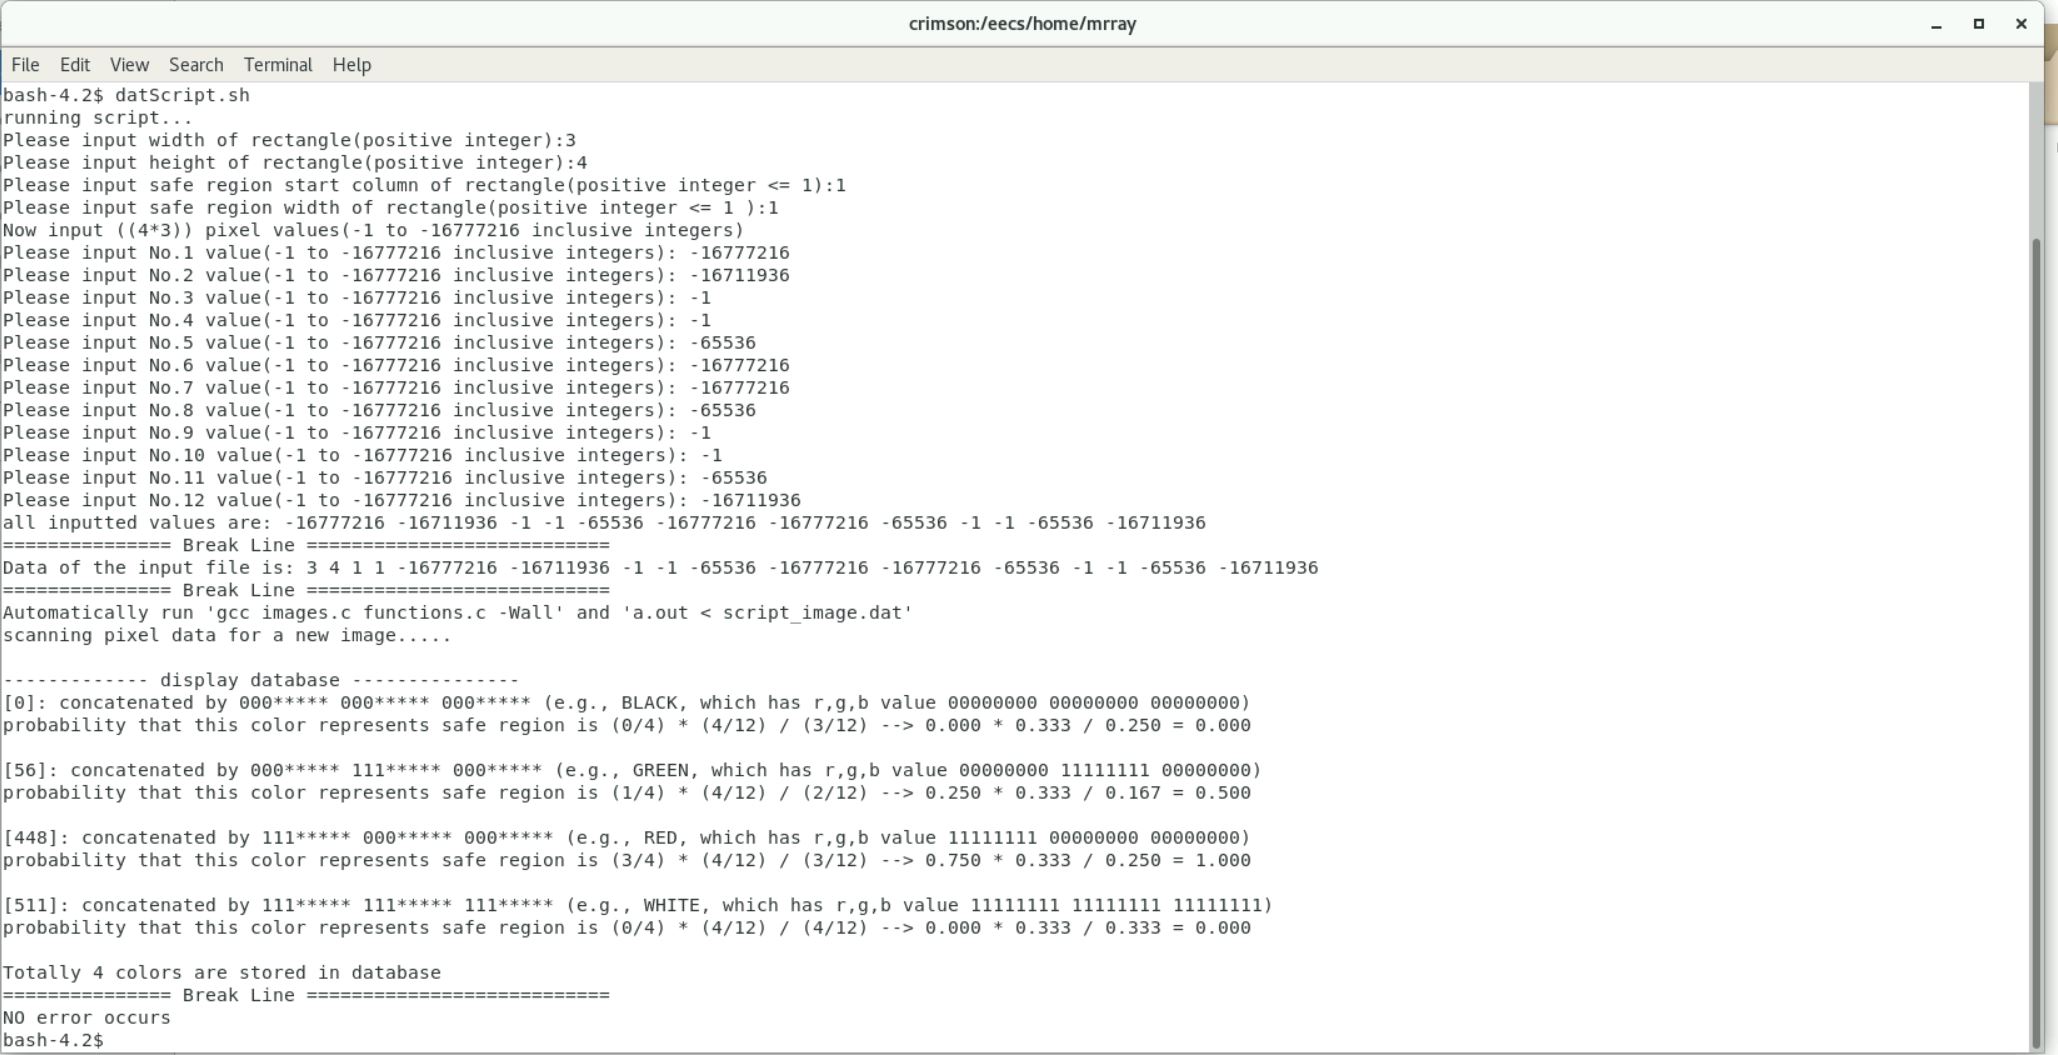 crimson:/eecs/home/mrray
File Edit View Search Terminal Help
bash-4.2$ datScript.sh
running script...
Please input width of rectangle(positive integer):3
Please input height of rectangle(positive integer):4
Please input safe region start column of rectangle(positive integer <= 1):1
Please input safe region width of rectangle(positive integer <= 1 ):1
Now input ((4*3)) pixel values(-1 to -16777216 inclusive integers)
Please input No.1 value(-1 to -16777216 inclusive integers): -16777216
Please input No.2 value(-1 to -16777216 inclusive integers): -16711936
Please input No.3 value(-1 to -16777216 inclusive integers): -1
Please input No.4 value(-1 to -16777216 inclusive integers): -1
Please input No.5 value(-1 to -16777216 inclusive integers): -65536
Please input No.6 value(-1 to -16777216 inclusive integers): -16777216
Please input No.7 value(-1 to -16777216 inclusive integers): -16777216
Please input No.8 value(-1 to -16777216 inclusive integers): -65536
Please input No.9 value(-1 to -16777216 inclusive integers): -1
Please input No.10 value(-1 to -16777216 inclusive integers): -1
Please input No.11 value(-1 to -16777216 inclusive integers): -65536
Please input No.12 value(-1 to -16777216 inclusive integers): -16711936
all inputted values are: -16777216 -16711936 -1 -1 -65536 -16777216 -16777216 -65536 -1 -1 -65536 -16711936
=============== Break Line ===========================
Data of the input file is: 3 4 1 1 -16777216 -16711936 -1 -1 -65536 -16777216 -16777216 -65536 -1 -1 -65536 -16711936
=============== Break Line ===========================
Automatically run 'gcc images.c functions.c -Wall' and 'a.out < script_image.dat'
scanning pixel data for a new image.....
------------- display database ---------------
[0]: concatenated by 000***** 000***** 000***** (e.g., BLACK, which has r,g,b value 00000000 00000000 00000000)
probability that this color represents safe region is (0/4) * (4/12) / (3/12) --> 0.000 * 0.333 / 0.250 = 0.000
[56]: concatenated by 000***** 111***** 000***** (e.g., GREEN, which has r,g,b value 00000000 11111111 00000000)
probability that this color represents safe region is (1/4) * (4/12) / (2/12) --> 0.250 * 0.333 / 0.167 = 0.500
[448]: concatenated by 111***** 000***** 000***** (e.g., RED, which has r,g,b value 11111111 00000000 00000000)
probability that this color represents safe region is (3/4) * (4/12) / (3/12) --> 0.750 * 0.333 / 0.250 = 1.000
[511]: concatenated by 111***** 111***** 111***** (e.g., WHITE, which has r,g,b value 11111111 11111111 11111111)
probability that this color represents safe region is (0/4) * (4/12) / (4/12) --> 0.000 * 0.333 / 0.333 = 0.000
Totally 4 colors are stored in database
=============== Break Line ===========================
NO error occurs
bash-4.2$